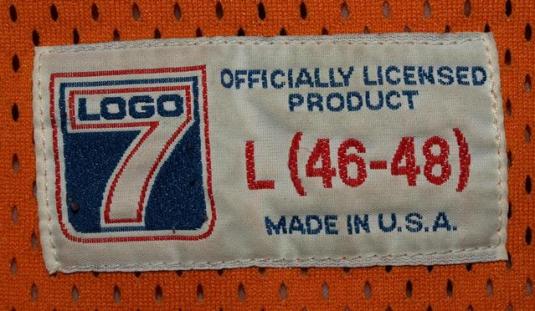 LOGO
7
OFFICIALLY LICENSED
PRODUCT
L (46-48)
MADE IN U.S.A.